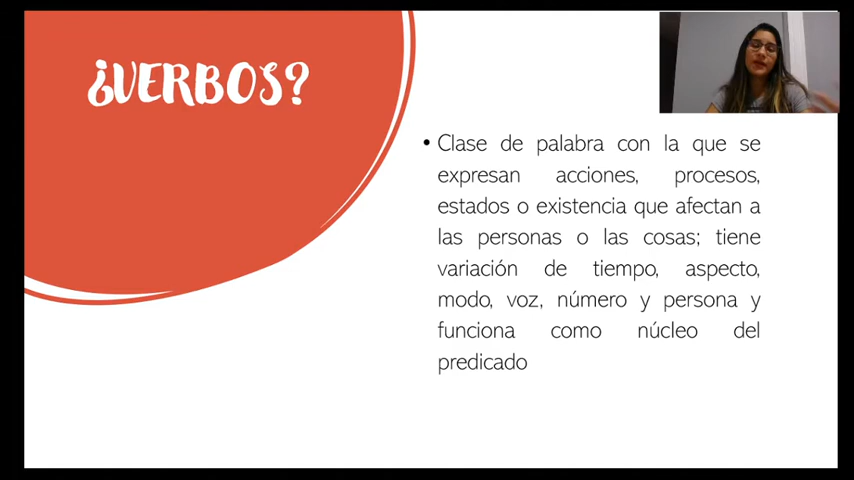 ¿VERBOS?
• Clase de palabra con la que se
expresan acciones, procesos,
estados o existencia que afectan a
las personas o las cosas; tiene
variación de tiempo, aspecto,
modo, voz, número y persona y
funciona como núcleo del
predicado